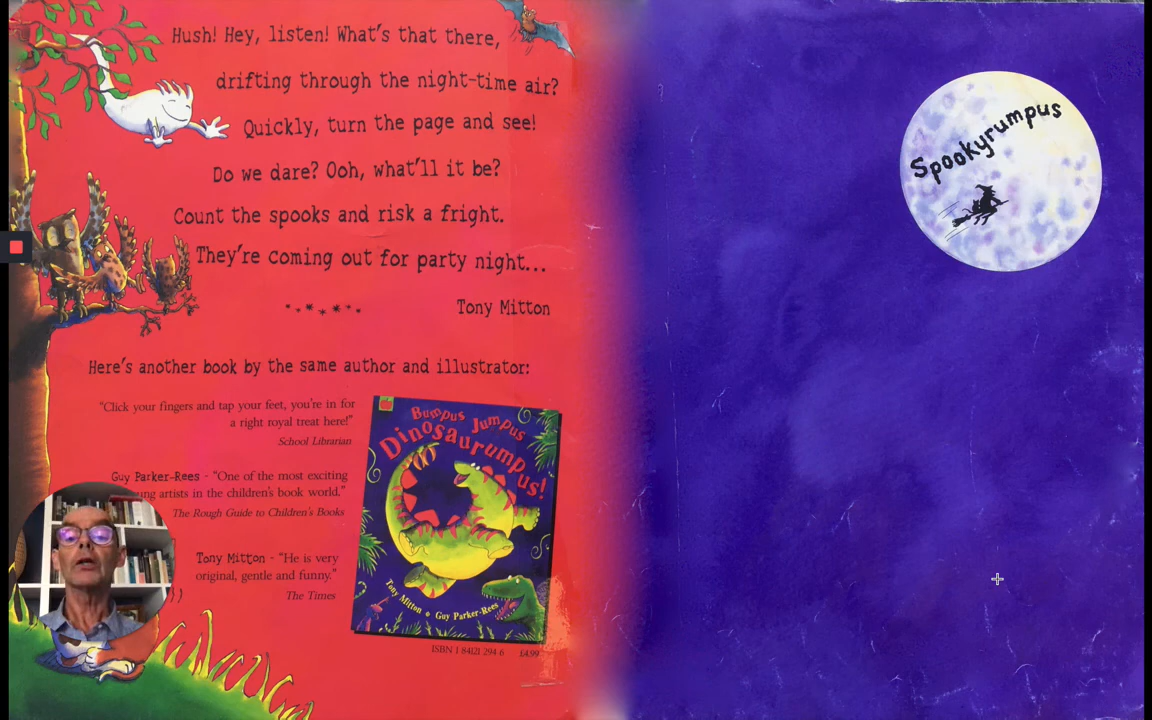 Hush! Hey, listen! What's that there,
drifting through the night-time air?
Quickly, turn the page and see!
Do we dare? Ooh, what'll it be?
Count the spooks and risk a fright.
They're coming out for party night...
Tony Mitton
Here's another book by the same author and illustrator:
"Click your fingers and tap your feet, you're in for
a right royal treat here!"
School Librarian
Guy Parker-Rees - "One of the most exciting
artists in the children's book world."
The Rough Guide to Children's Books
Tony Mitton - "He is very
original, gentle and funny."
The Times
Bumpus Jumpus
Dinosaurumpus!
Tony Mitton • Guy Parker-Rees
ISBN 1 84121 294 6 £4.99
Spookyrumpus